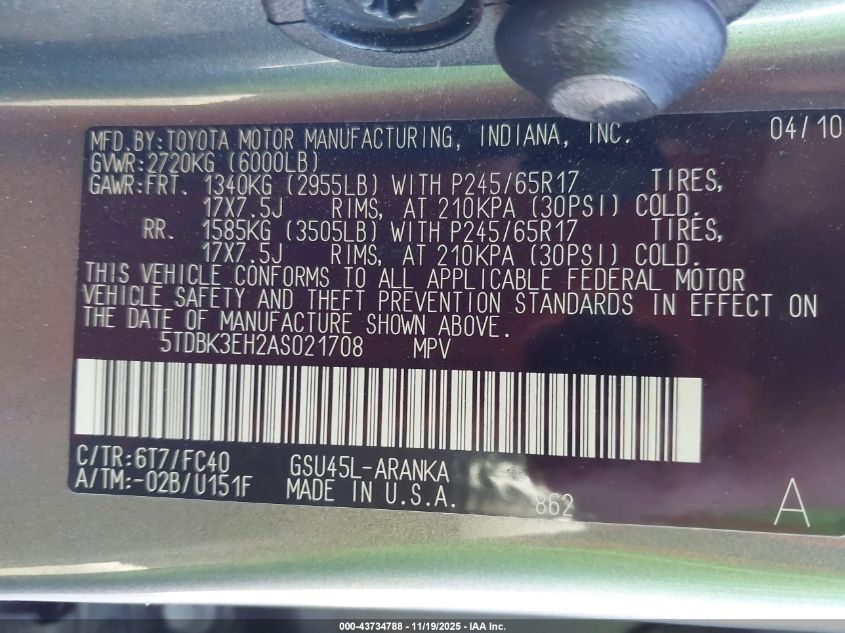 MFD.BY:TOYOTA MOTOR MANUFACTURING, INDIANA, INC. 04/10
GVWR:2720KG (6000LB)
GAWR:FRT. 1340KG (2955LB) WITH P245/65R17 TIRES,
17X7.5J RIMS, AT 210KPA (30PSI) COLD.
RR. 1585KG (3505LB) WITH P245/65R17 TIRES,
17X7.5J RIMS, AT 210KPA (30PSI) COLD.
THIS VEHICLE CONFORMS TO ALL APPLICABLE FEDERAL MOTOR
VEHICLE SAFETY AND THEFT PREVENTION STANDARDS IN EFFECT ON
THE DATE OF MANUFACTURE SHOWN ABOVE.
5TDBK3EH2AS021708 MPV
C/TR:6T7/FC40 GSU45L-ARANKA
A/TM:-02B/U151F MADE IN U.S.A. 862 A
000-43734788 - 11/19/2025 - IAA Inc.